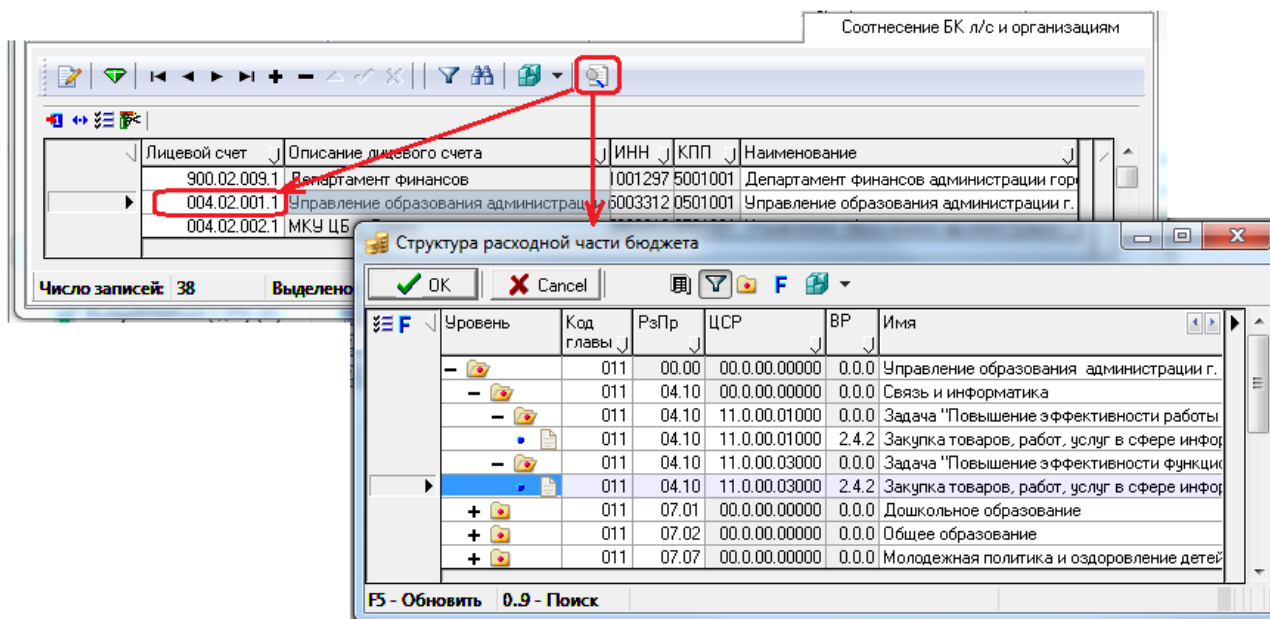 Соотнесение БК л/с и организациям
Лицевой счет Описание лицевого счета ИНН КПП Наименование
900.02.009.1 Департамент финансов 1001297 5001001 Департамент финансов администрации горо
004.02.001.1 Управление образования администрации 5003312 0501001 Управление образования администрации г.
004.02.002.1 МКУ ЦБ
Число записей: 38 Выделено
Структура расходной части бюджета
OK Cancel F
F Уровень Код главы РзПр ЦСР ВР Имя
011 00.00 00.0.00.00000 0.0.0 Управление образования администрации г.
011 04.10 00.0.00.00000 0.0.0 Связь и информатика
011 04.10 11.0.00.01000 0.0.0 Задача "Повышение эффективности работы
011 04.10 11.0.00.01000 2.4.2 Закупка товаров, работ, услуг в сфере инфор
011 04.10 11.0.00.03000 0.0.0 Задача "Повышение эффективности функцио
011 04.10 11.0.00.03000 2.4.2 Закупка товаров, работ, услуг в сфере инфор
011 07.01 00.0.00.00000 0.0.0 Дошкольное образование
011 07.02 00.0.00.00000 0.0.0 Общее образование
011 07.07 00.0.00.00000 0.0.0 Молодежная политика и оздоровление детей
F5 - Обновить 0..9 - Поиск